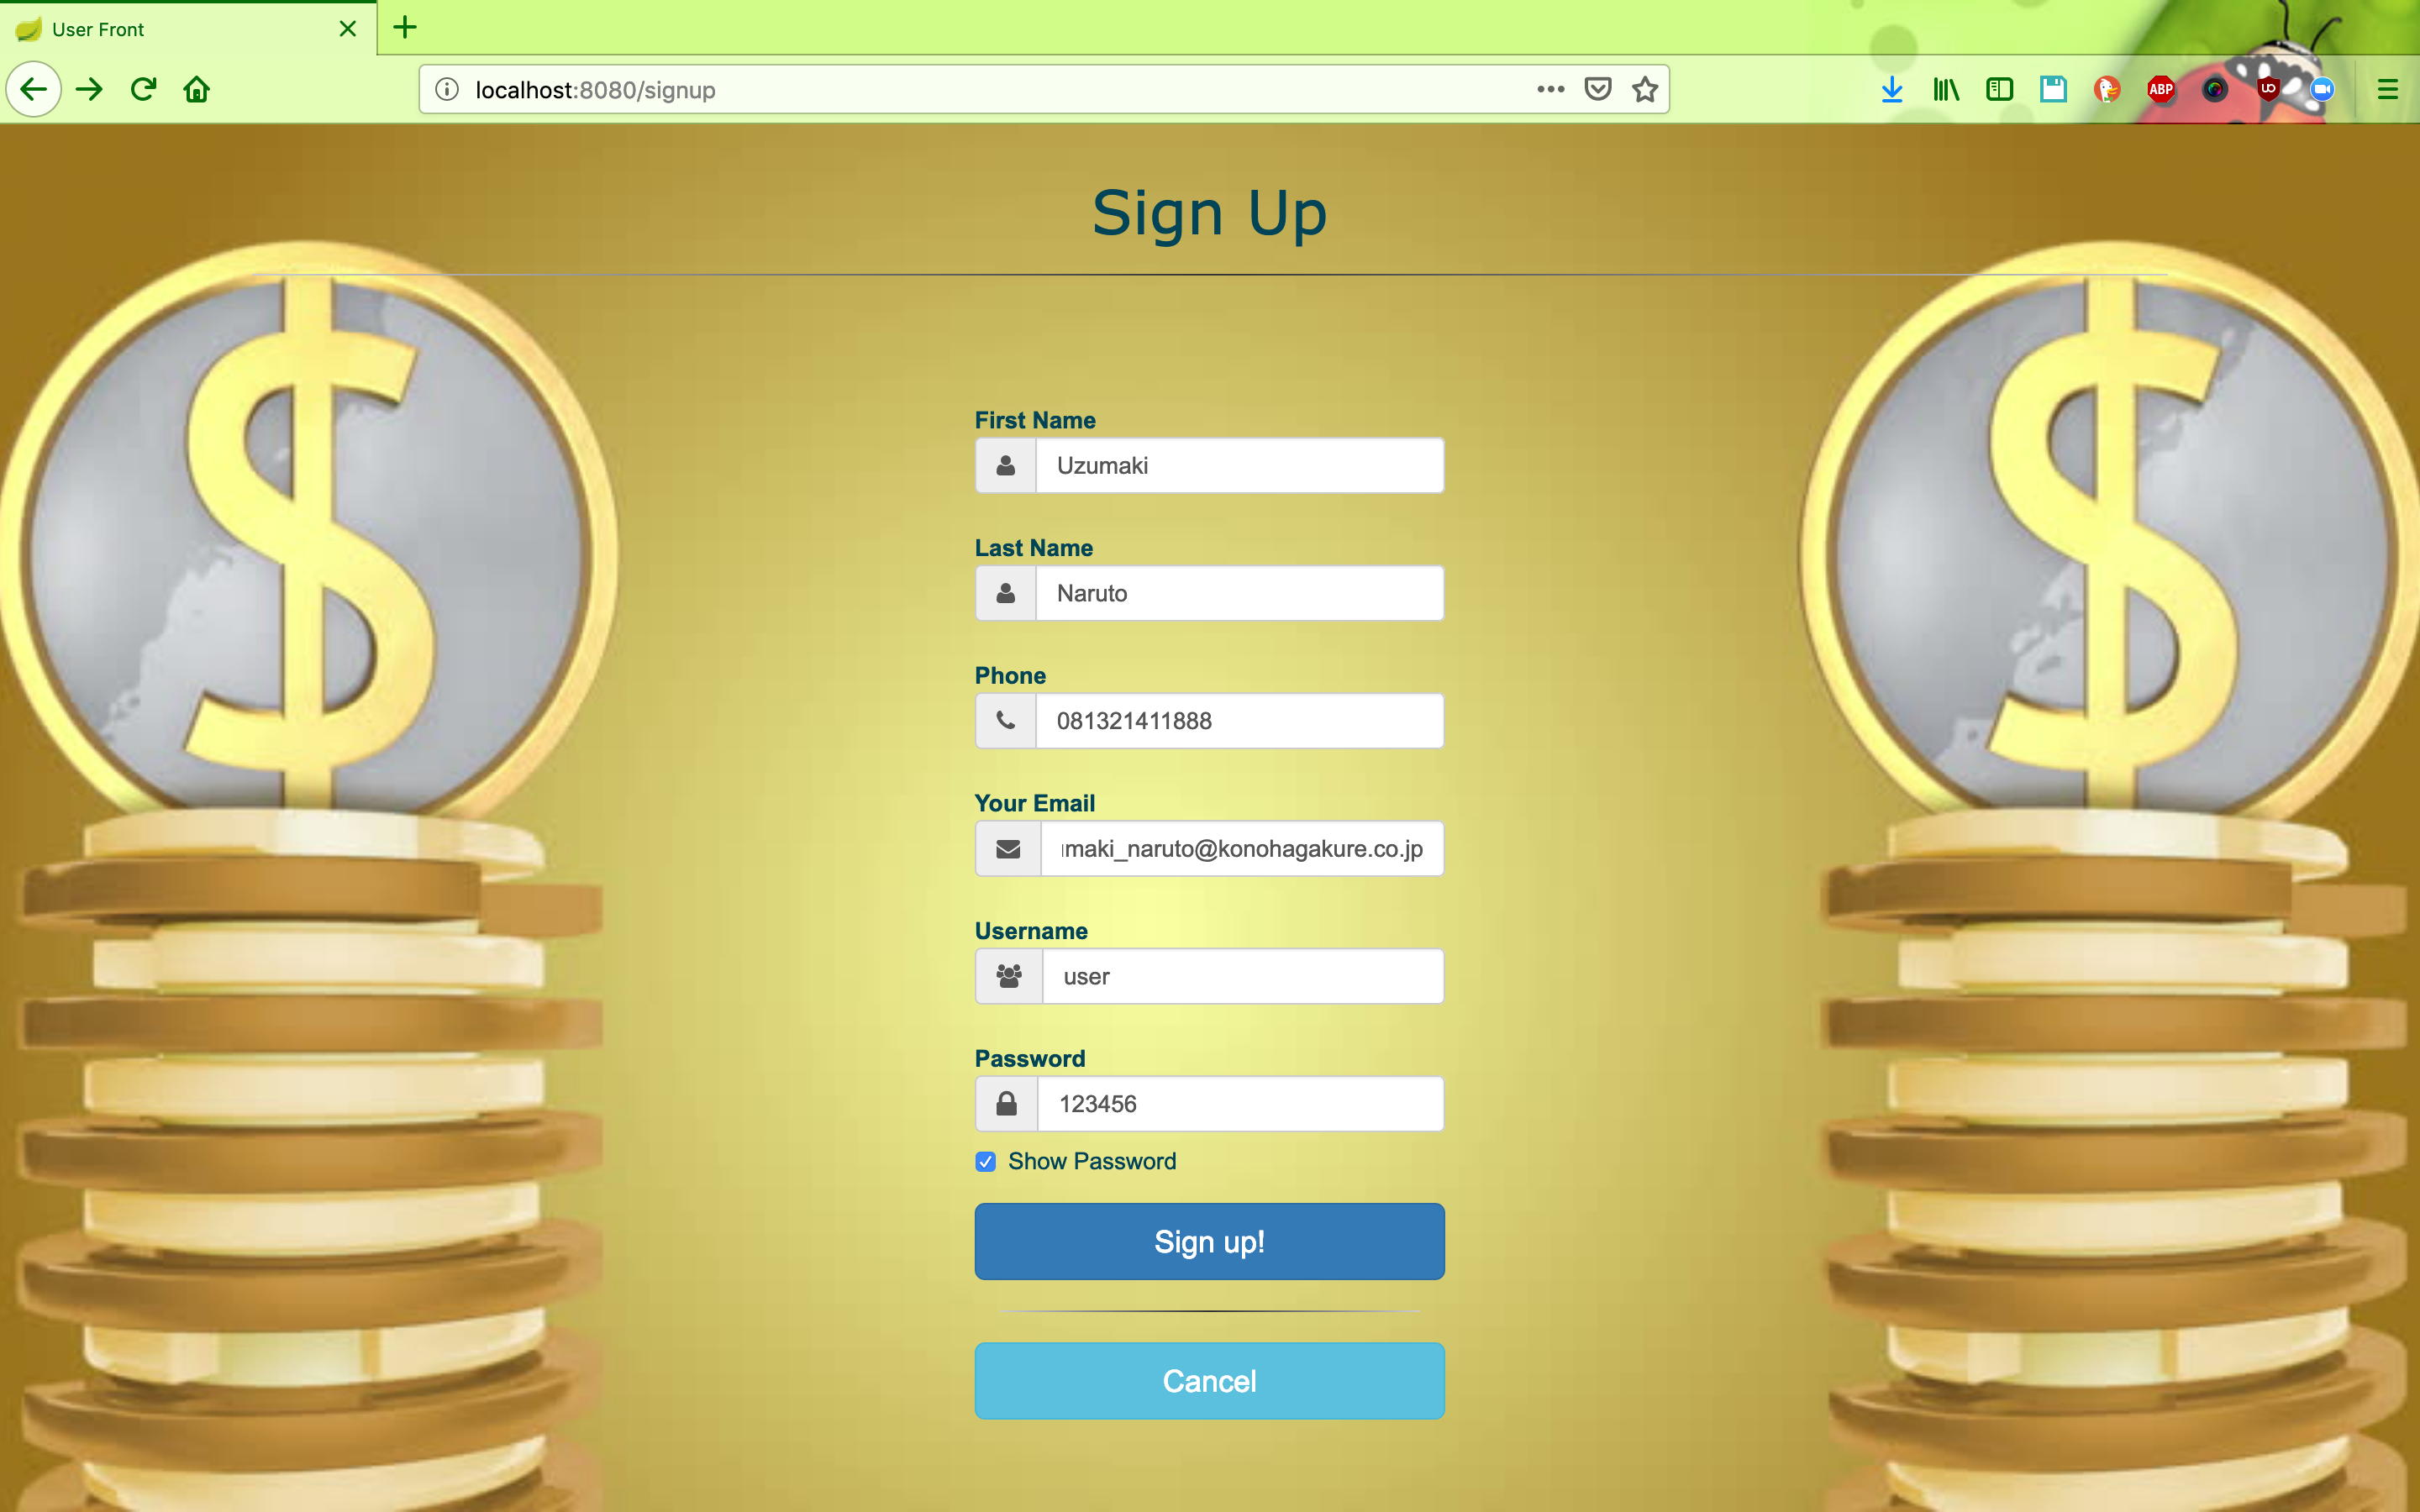 User Front
localhost:8080/signup
ABP
Sign Up
First Name
Uzumaki
Last Name
Naruto
Phone
081321411888
Your Email
maki_naruto@konohagakure.co.jp
Username
user
Password
123456
Show Password
Sign up!
Cancel